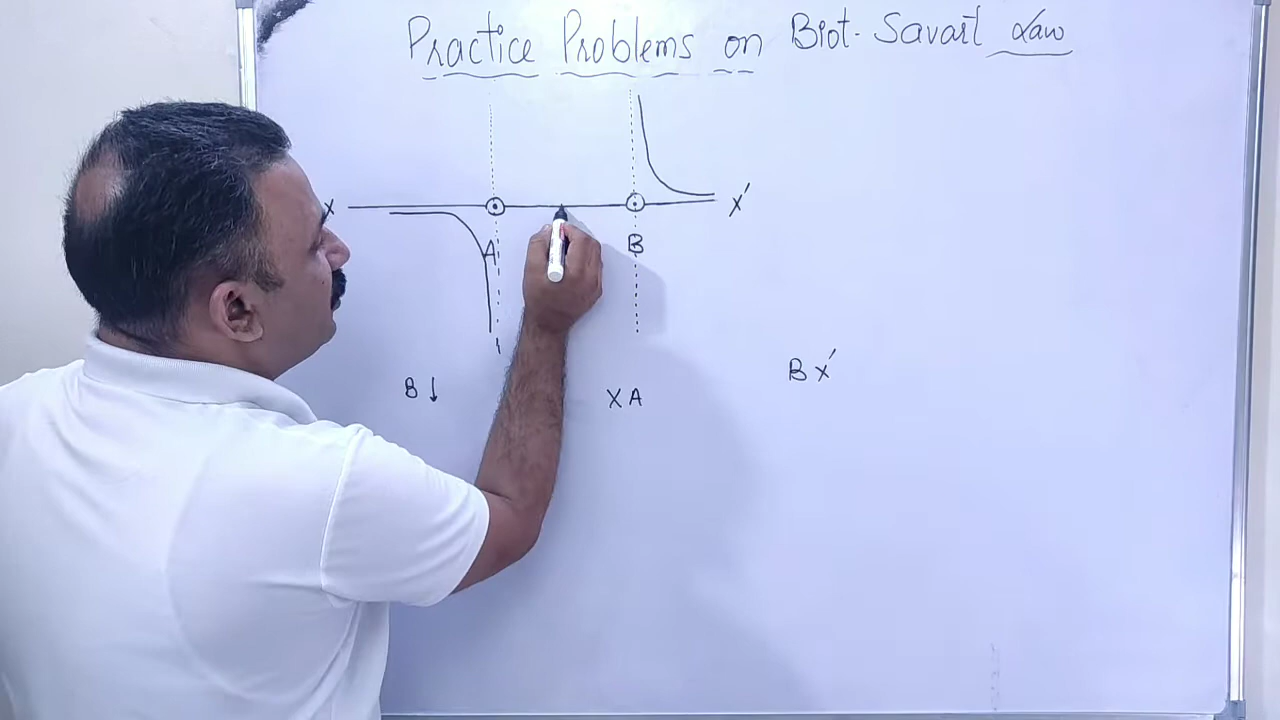 Practice Problems on Biot-Savart Law
X X′
A B
B X′
B↓ X A